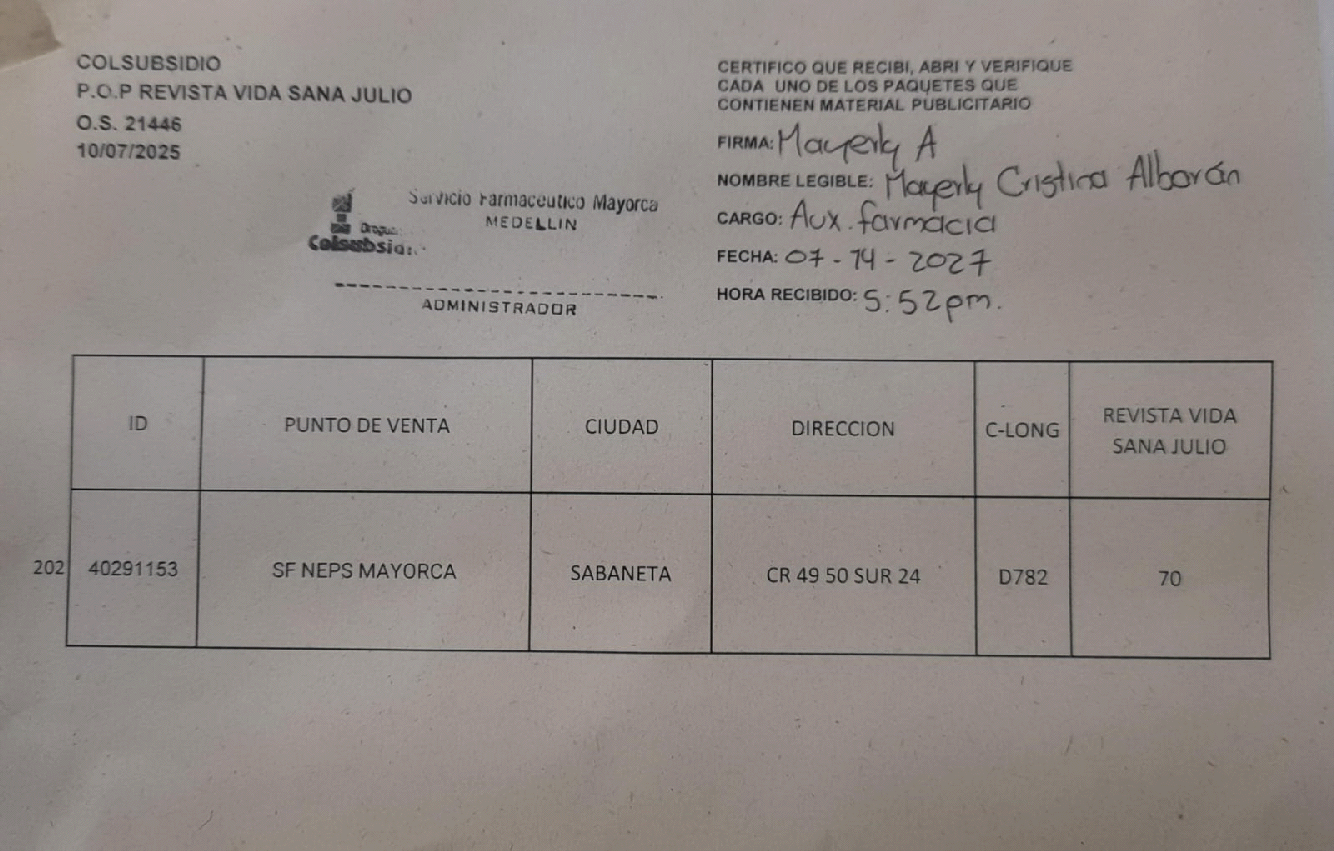 COLSUBSIDIO
P.O.P REVISTA VIDA SANA JULIO
O.S. 21446
10/07/2025
Servicio Farmaceutico Mayorca
MEDELLIN
Colsubsi
ADMINISTRADOR
CERTIFICO QUE RECIBI, ABRI Y VERIFIQUE
CADA UNO DE LOS PAQUETES QUE
CONTIENEN MATERIAL PUBLICITARIO
FIRMA: Mayerly A
NOMBRE LEGIBLE: Mayerly Cristina Albarán
CARGO: Aux. farmacia
FECHA: 07-14-2027
HORA RECIBIDO: 5:52pm.
ID PUNTO DE VENTA CIUDAD DIRECCION C-LONG REVISTA VIDA
SANA JULIO
202 40291153 SF NEPS MAYORCA SABANETA CR 49 50 SUR 24 D782 70